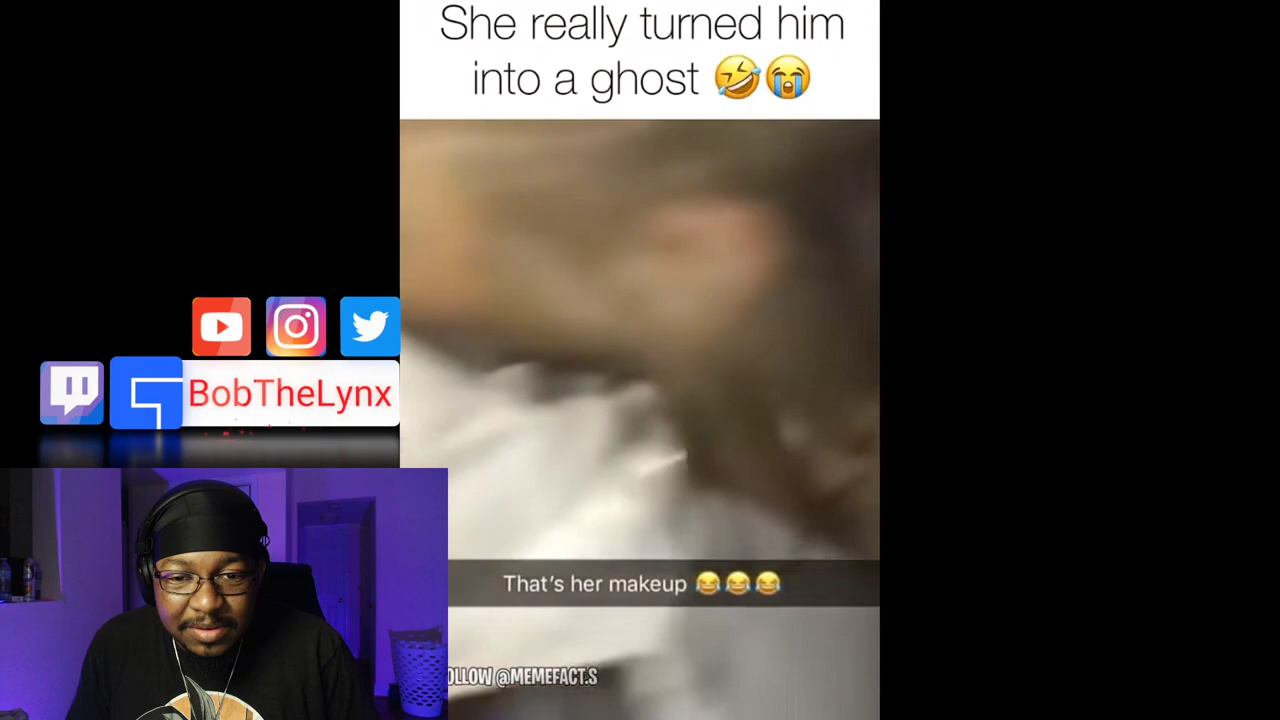 She really turned him
into a ghost 🤣😭
BobTheLynx
That's her makeup 😂😂😂
OLLOW @MEMEFACT.S